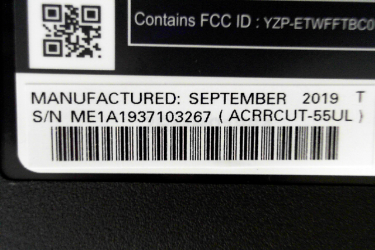 Contains FCC ID : YZP-ETWFFTBC0
MANUFACTURED: SEPTEMBER 2019 T
S/N ME1A1937103267 ( ACRRCUT-55UL )